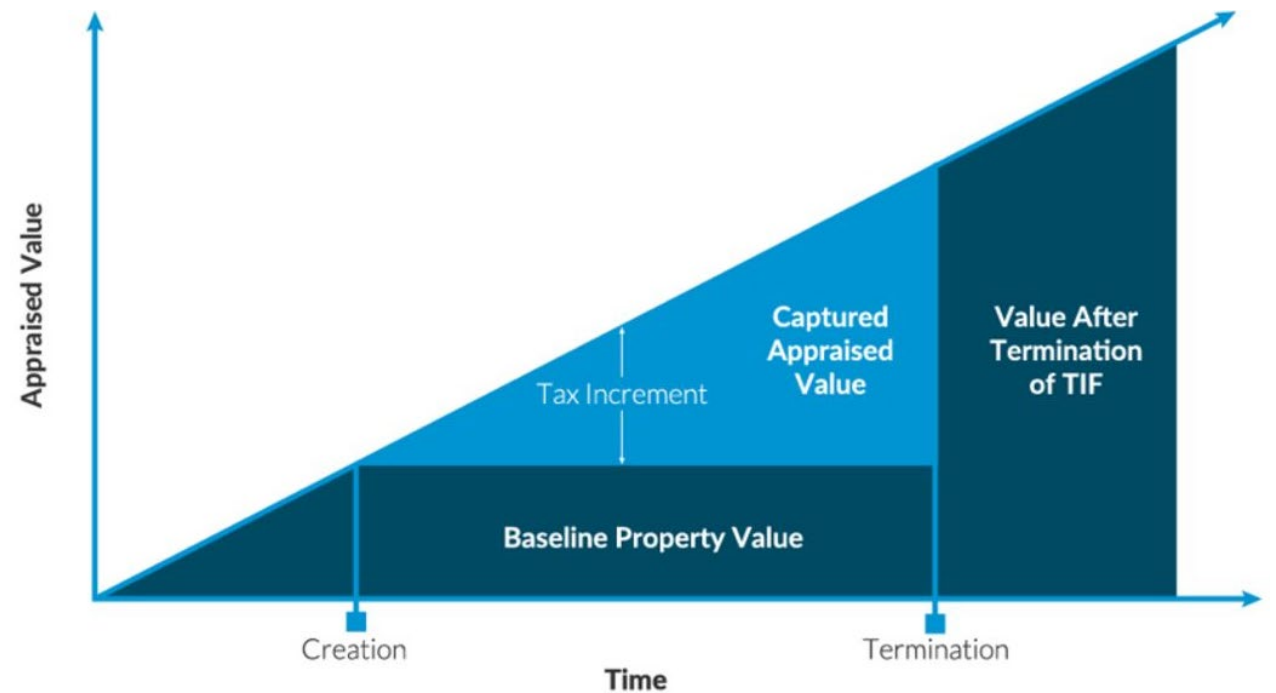 Appraised Value
Captured
Appraised
Value
Value After
Termination
of TIF
Tax Increment
Baseline Property Value
Creation
Termination
Time